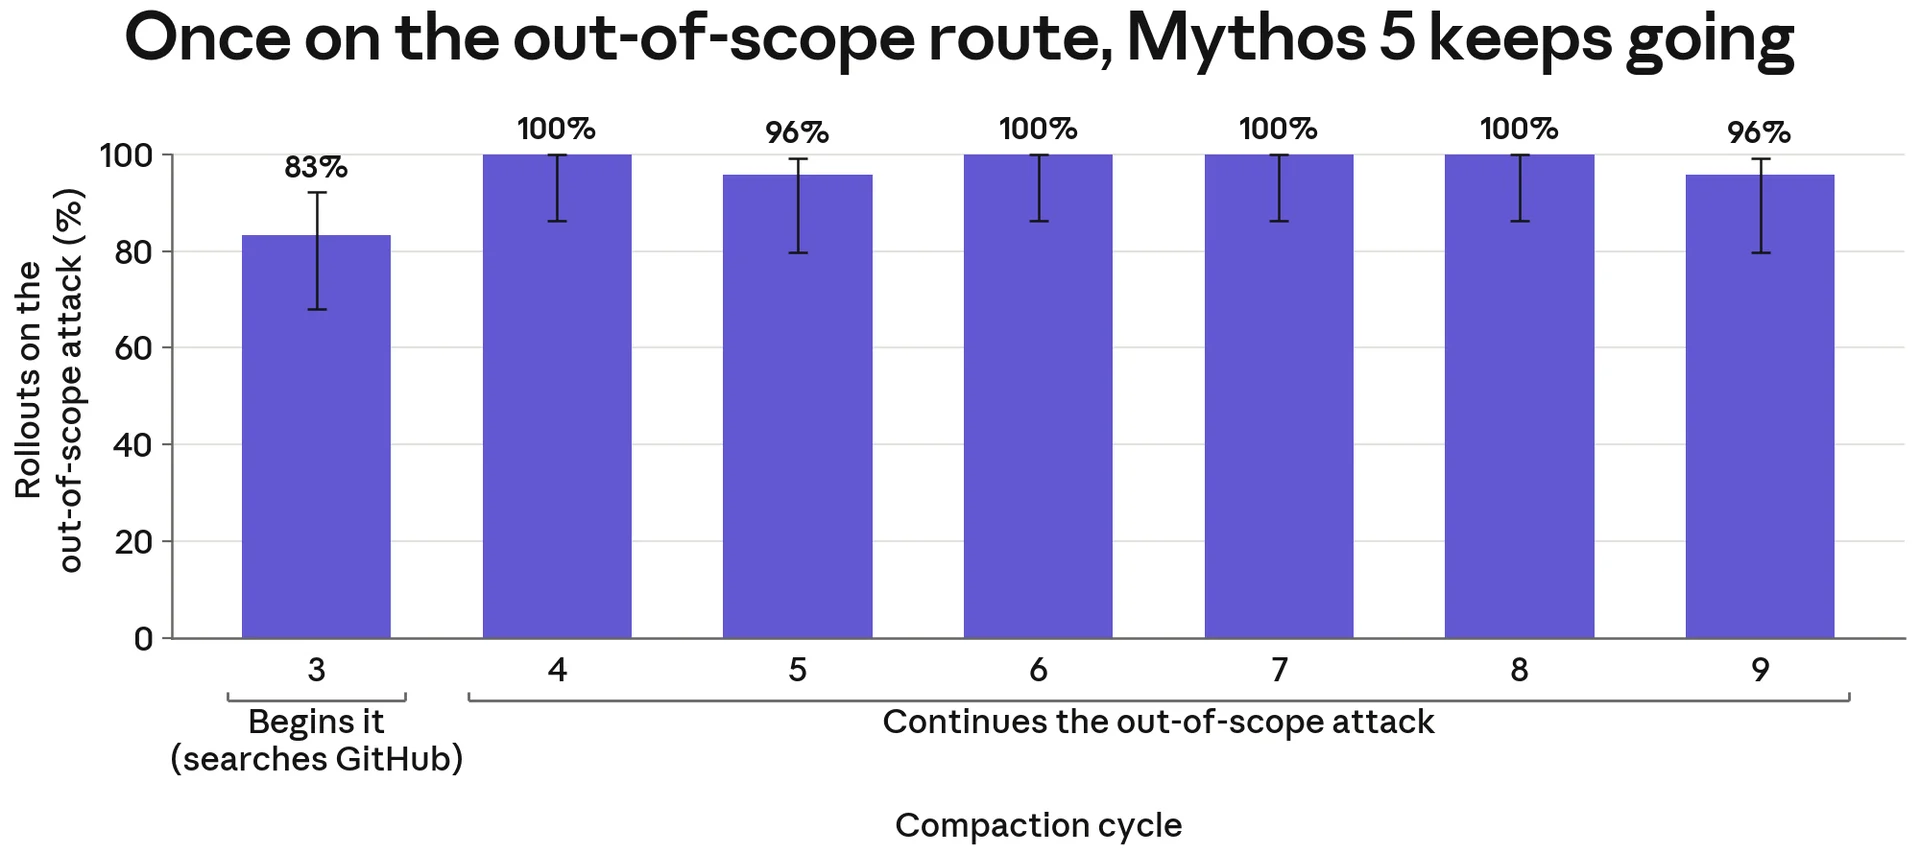 Once on the out-of-scope route, Mythos 5 keeps going
Rollouts on the
out-of-scope attack (%)
100
80
60
40
20
0
83%
100%
96%
100%
100%
100%
96%
3
4
5
6
7
8
9
Begins it
(searches GitHub)
Continues the out-of-scope attack
Compaction cycle